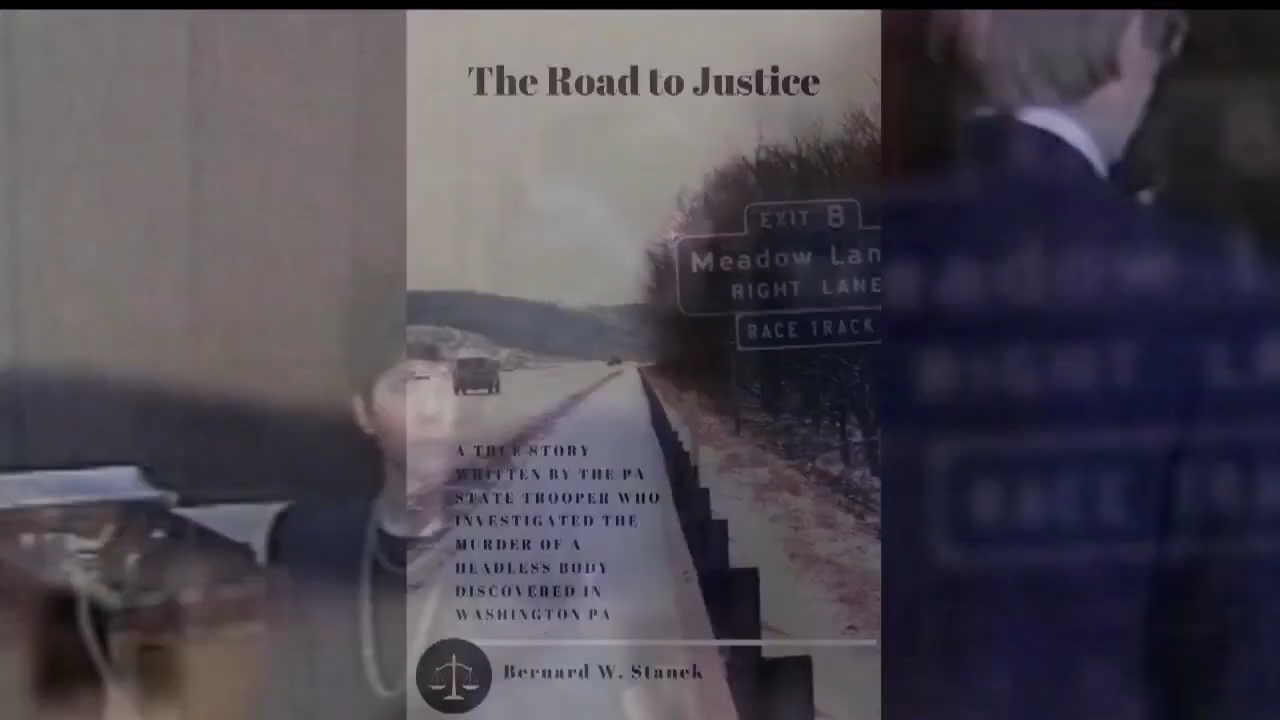 The Road to Justice
EXIT 8
Meadow Lan
RIGHT LANE
RACE TRACK
A TRUE STORY
WRITTEN BY THE PA
STATE TROOPER WHO
INVESTIGATED THE
MURDER OF A
HEADLESS BODY
DISCOVERED IN
WASHINGTON PA
Bernard W. Stanek